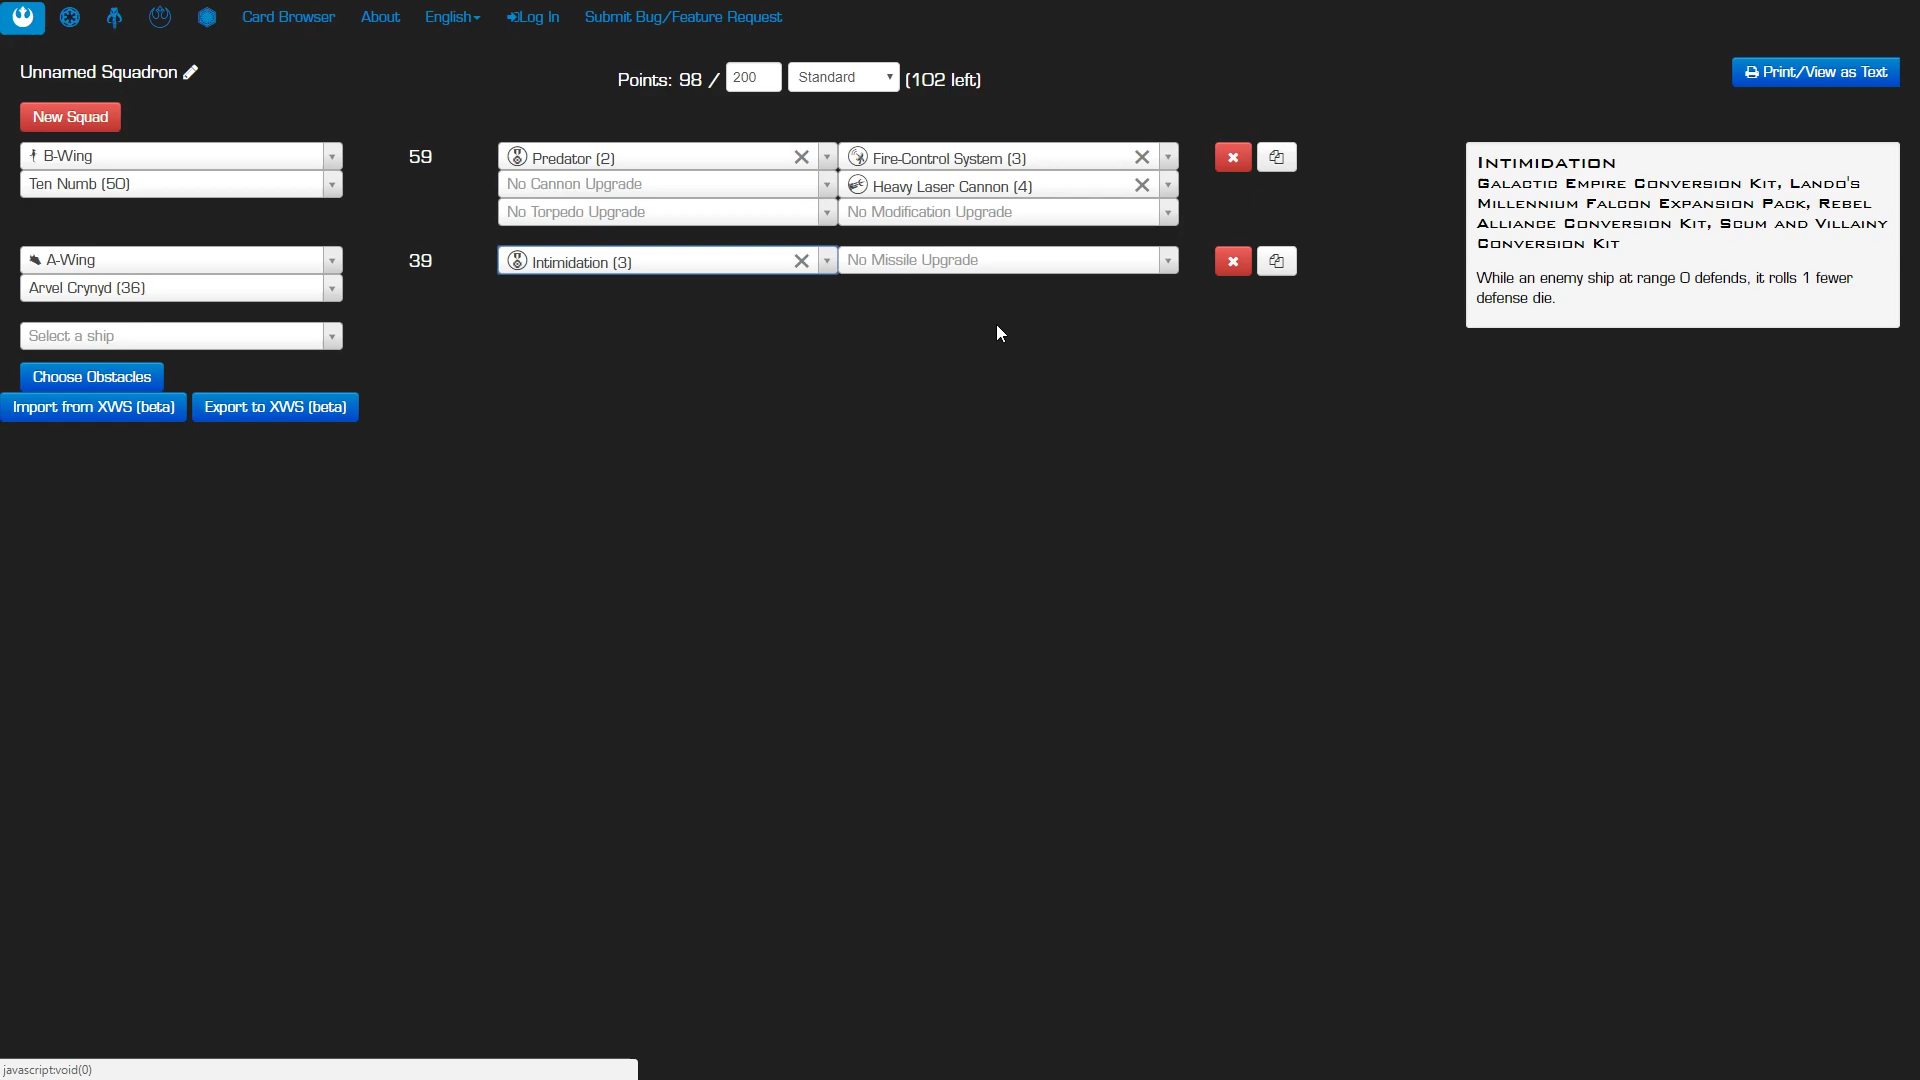 Card Browser About English Log In Submit Bug/Feature Request
Unnamed Squadron
Points: 98 / 200 Standard (102 left)
Print/View as Text
New Squad
B-Wing 59 Predator (2) Fire-Control System (3)
Ten Numb (50) No Cannon Upgrade Heavy Laser Cannon (4)
No Torpedo Upgrade No Modification Upgrade
A-Wing 39 Intimidation (3) No Missile Upgrade
Arvel Crynyd (36)
Select a ship
Choose Obstacles
Import from XWS (beta) Export to XWS (beta)
Intimidation
Galactic Empire Conversion Kit, Lando's
Millennium Falcon Expansion Pack, Rebel
Alliance Conversion Kit, Scum and Villainy
Conversion Kit
While an enemy ship at range 0 defends, it rolls 1 fewer
defense die.
javascript:void(0)